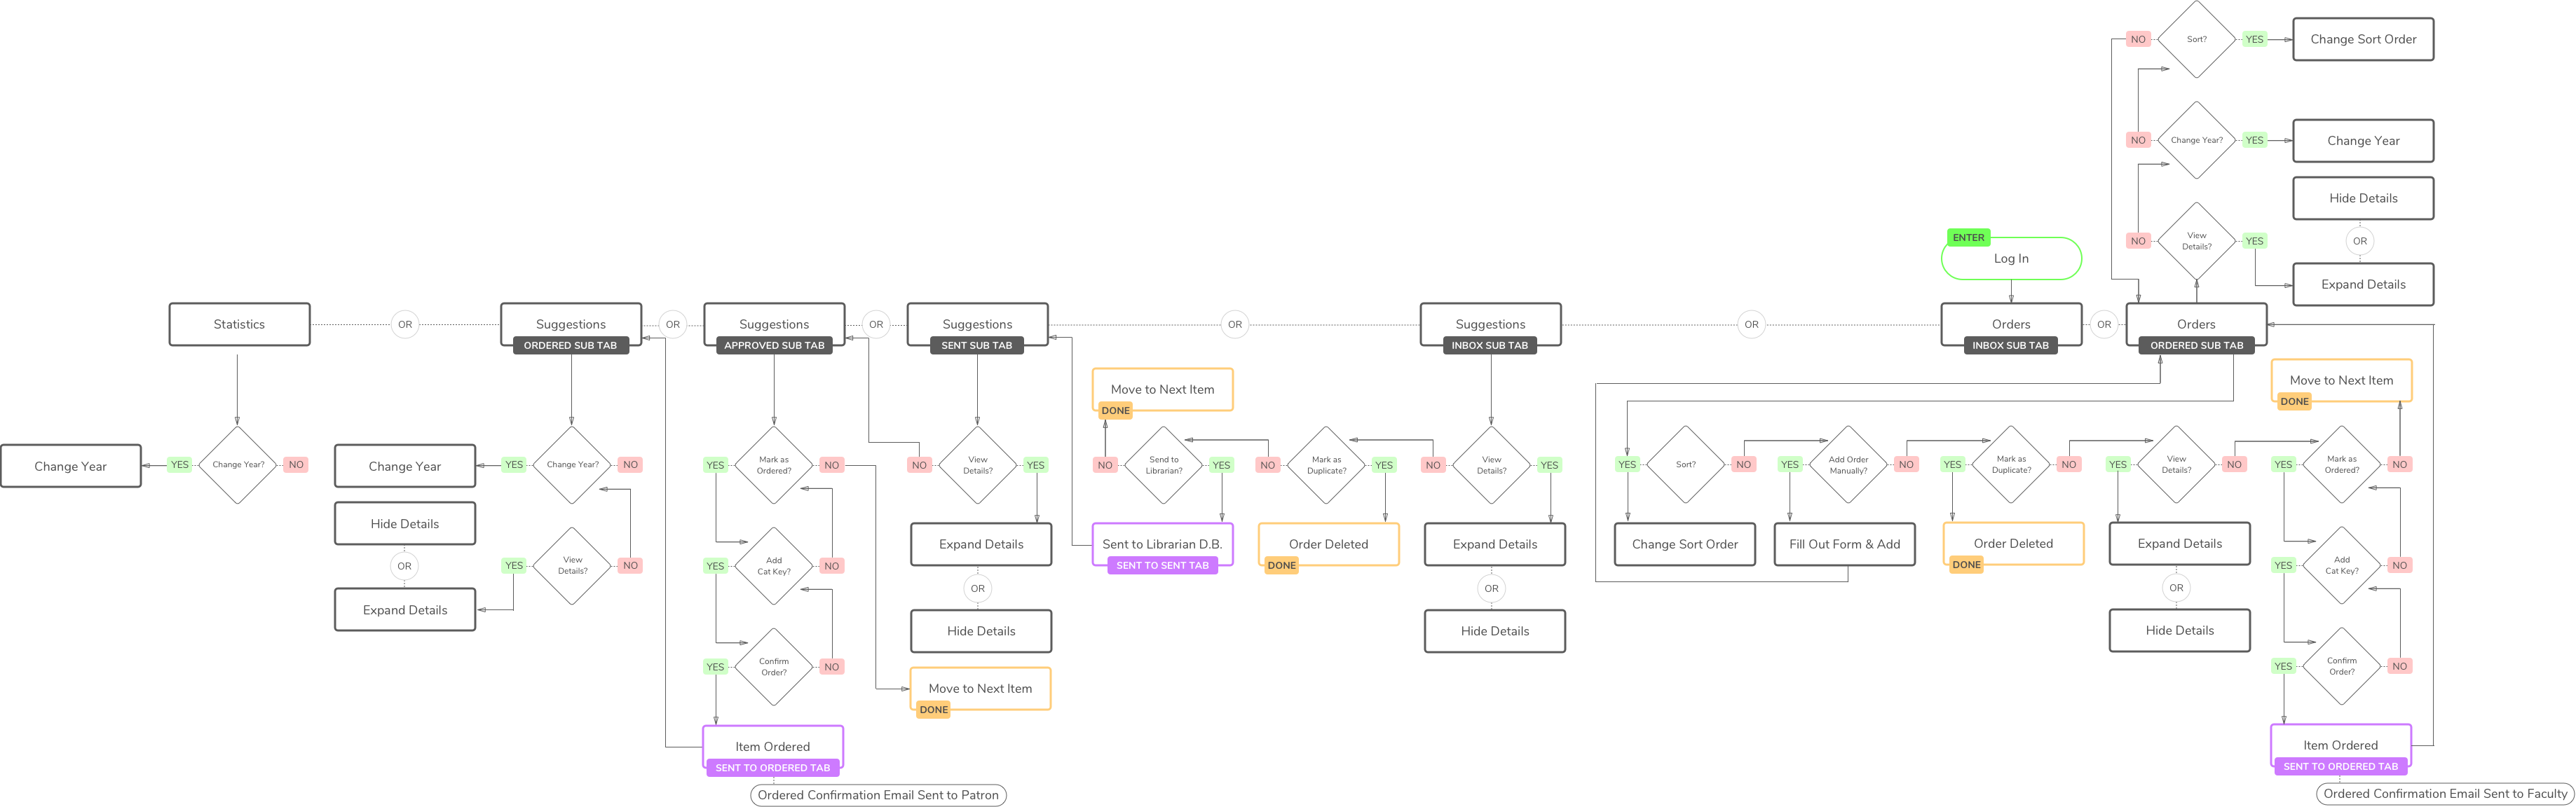 NO
Sort?
YES
Change Sort Order
NO
Change Year?
YES
Change Year
Hide Details
NO
View
Details?
YES
OR
ENTER
Log In
Expand Details
Statistics
OR
Suggestions
ORDERED SUB TAB
OR
Suggestions
APPROVED SUB TAB
OR
Suggestions
SENT SUB TAB
OR
Suggestions
INBOX SUB TAB
OR
Orders
INBOX SUB TAB
OR
Orders
ORDERED SUB TAB
Move to Next Item
DONE
Move to Next Item
DONE
Change Year
YES
Change Year?
NO
Change Year
YES
Change Year?
NO
YES
Mark as
Ordered?
NO
NO
View
Details?
YES
NO
Send to
Librarian?
YES
NO
Mark as
Duplicate?
YES
NO
View
Details?
YES
YES
Sort?
NO
YES
Add Order
Manually?
NO
YES
Mark as
Duplicate?
NO
YES
View
Details?
NO
YES
Mark as
Ordered?
NO
Hide Details
OR
Expand Details
YES
View
Details?
NO
YES
Add
Cat Key?
NO
Expand Details
OR
Hide Details
Sent to Librarian D.B.
SENT TO SENT TAB
Order Deleted
DONE
Expand Details
OR
Hide Details
Change Sort Order
Fill Out Form & Add
Order Deleted
DONE
Expand Details
OR
Hide Details
YES
Add
Cat Key?
NO
YES
Confirm
Order?
NO
Move to Next Item
DONE
YES
Confirm
Order?
NO
Item Ordered
SENT TO ORDERED TAB
Ordered Confirmation Email Sent to Patron
Item Ordered
SENT TO ORDERED TAB
Ordered Confirmation Email Sent to Faculty